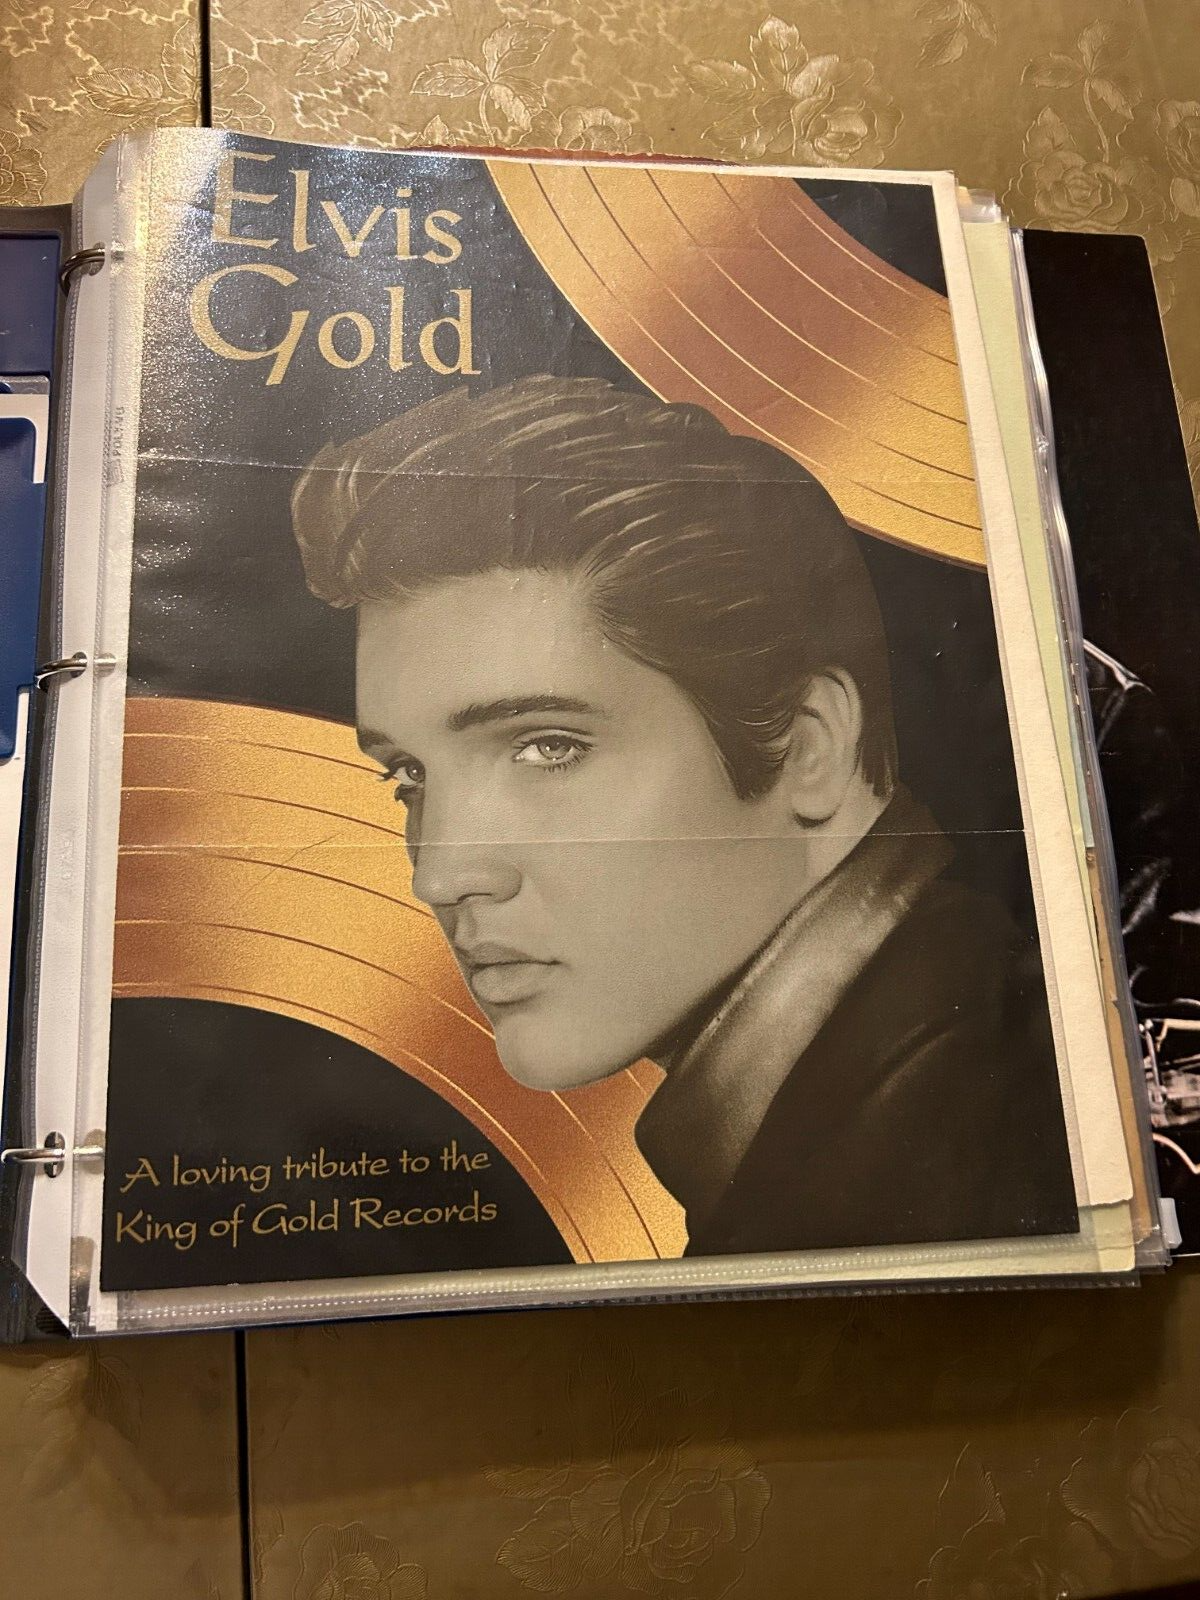 Elvis
Gold
A loving tribute to the
King of Gold Records